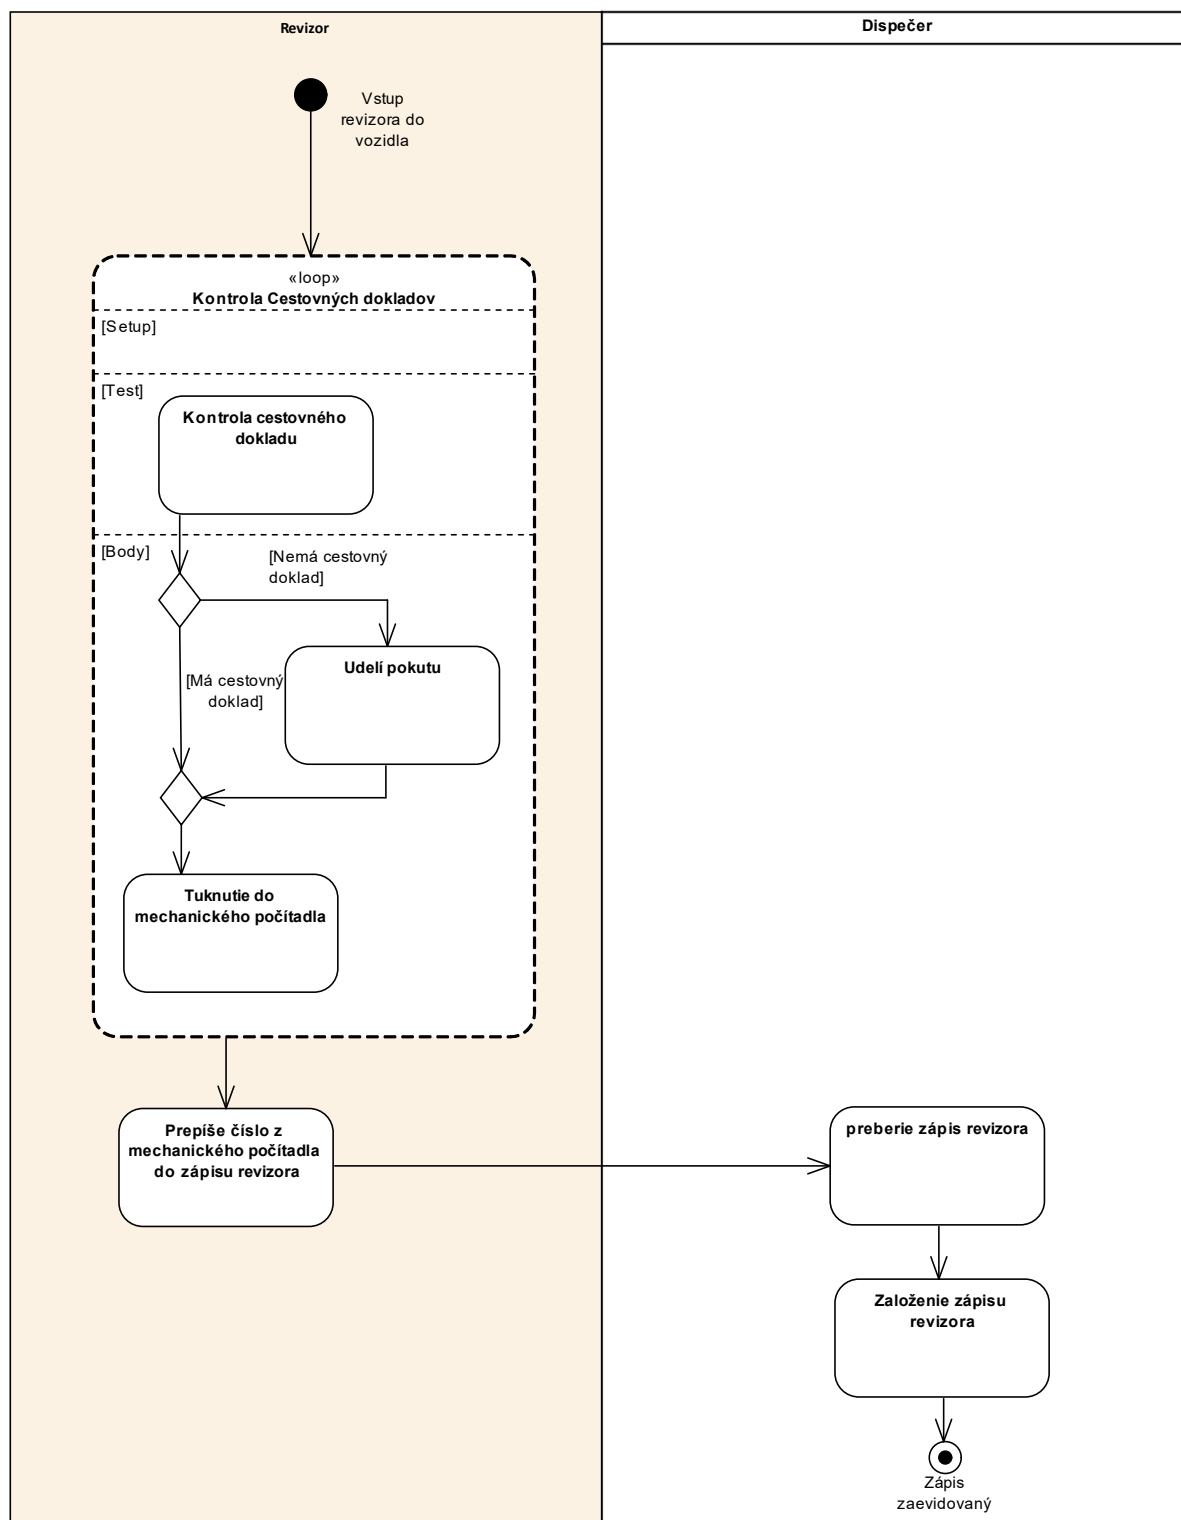 Revizor
Dispečer
Vstup
revizora do
vozidla
«loop»
Kontrola Cestovných dokladov
[Setup]
[Test]
Kontrola cestovného
dokladu
[Body]
[Nemá cestovný
doklad]
Udelí pokutu
[Má cestovný
doklad]
Tuknutie do
mechanického počítadla
Prepíše číslo z
mechanického počítadla
do zápisu revizora
preberie zápis revizora
Založenie zápisu
revizora
Zápis
zaevidovaný